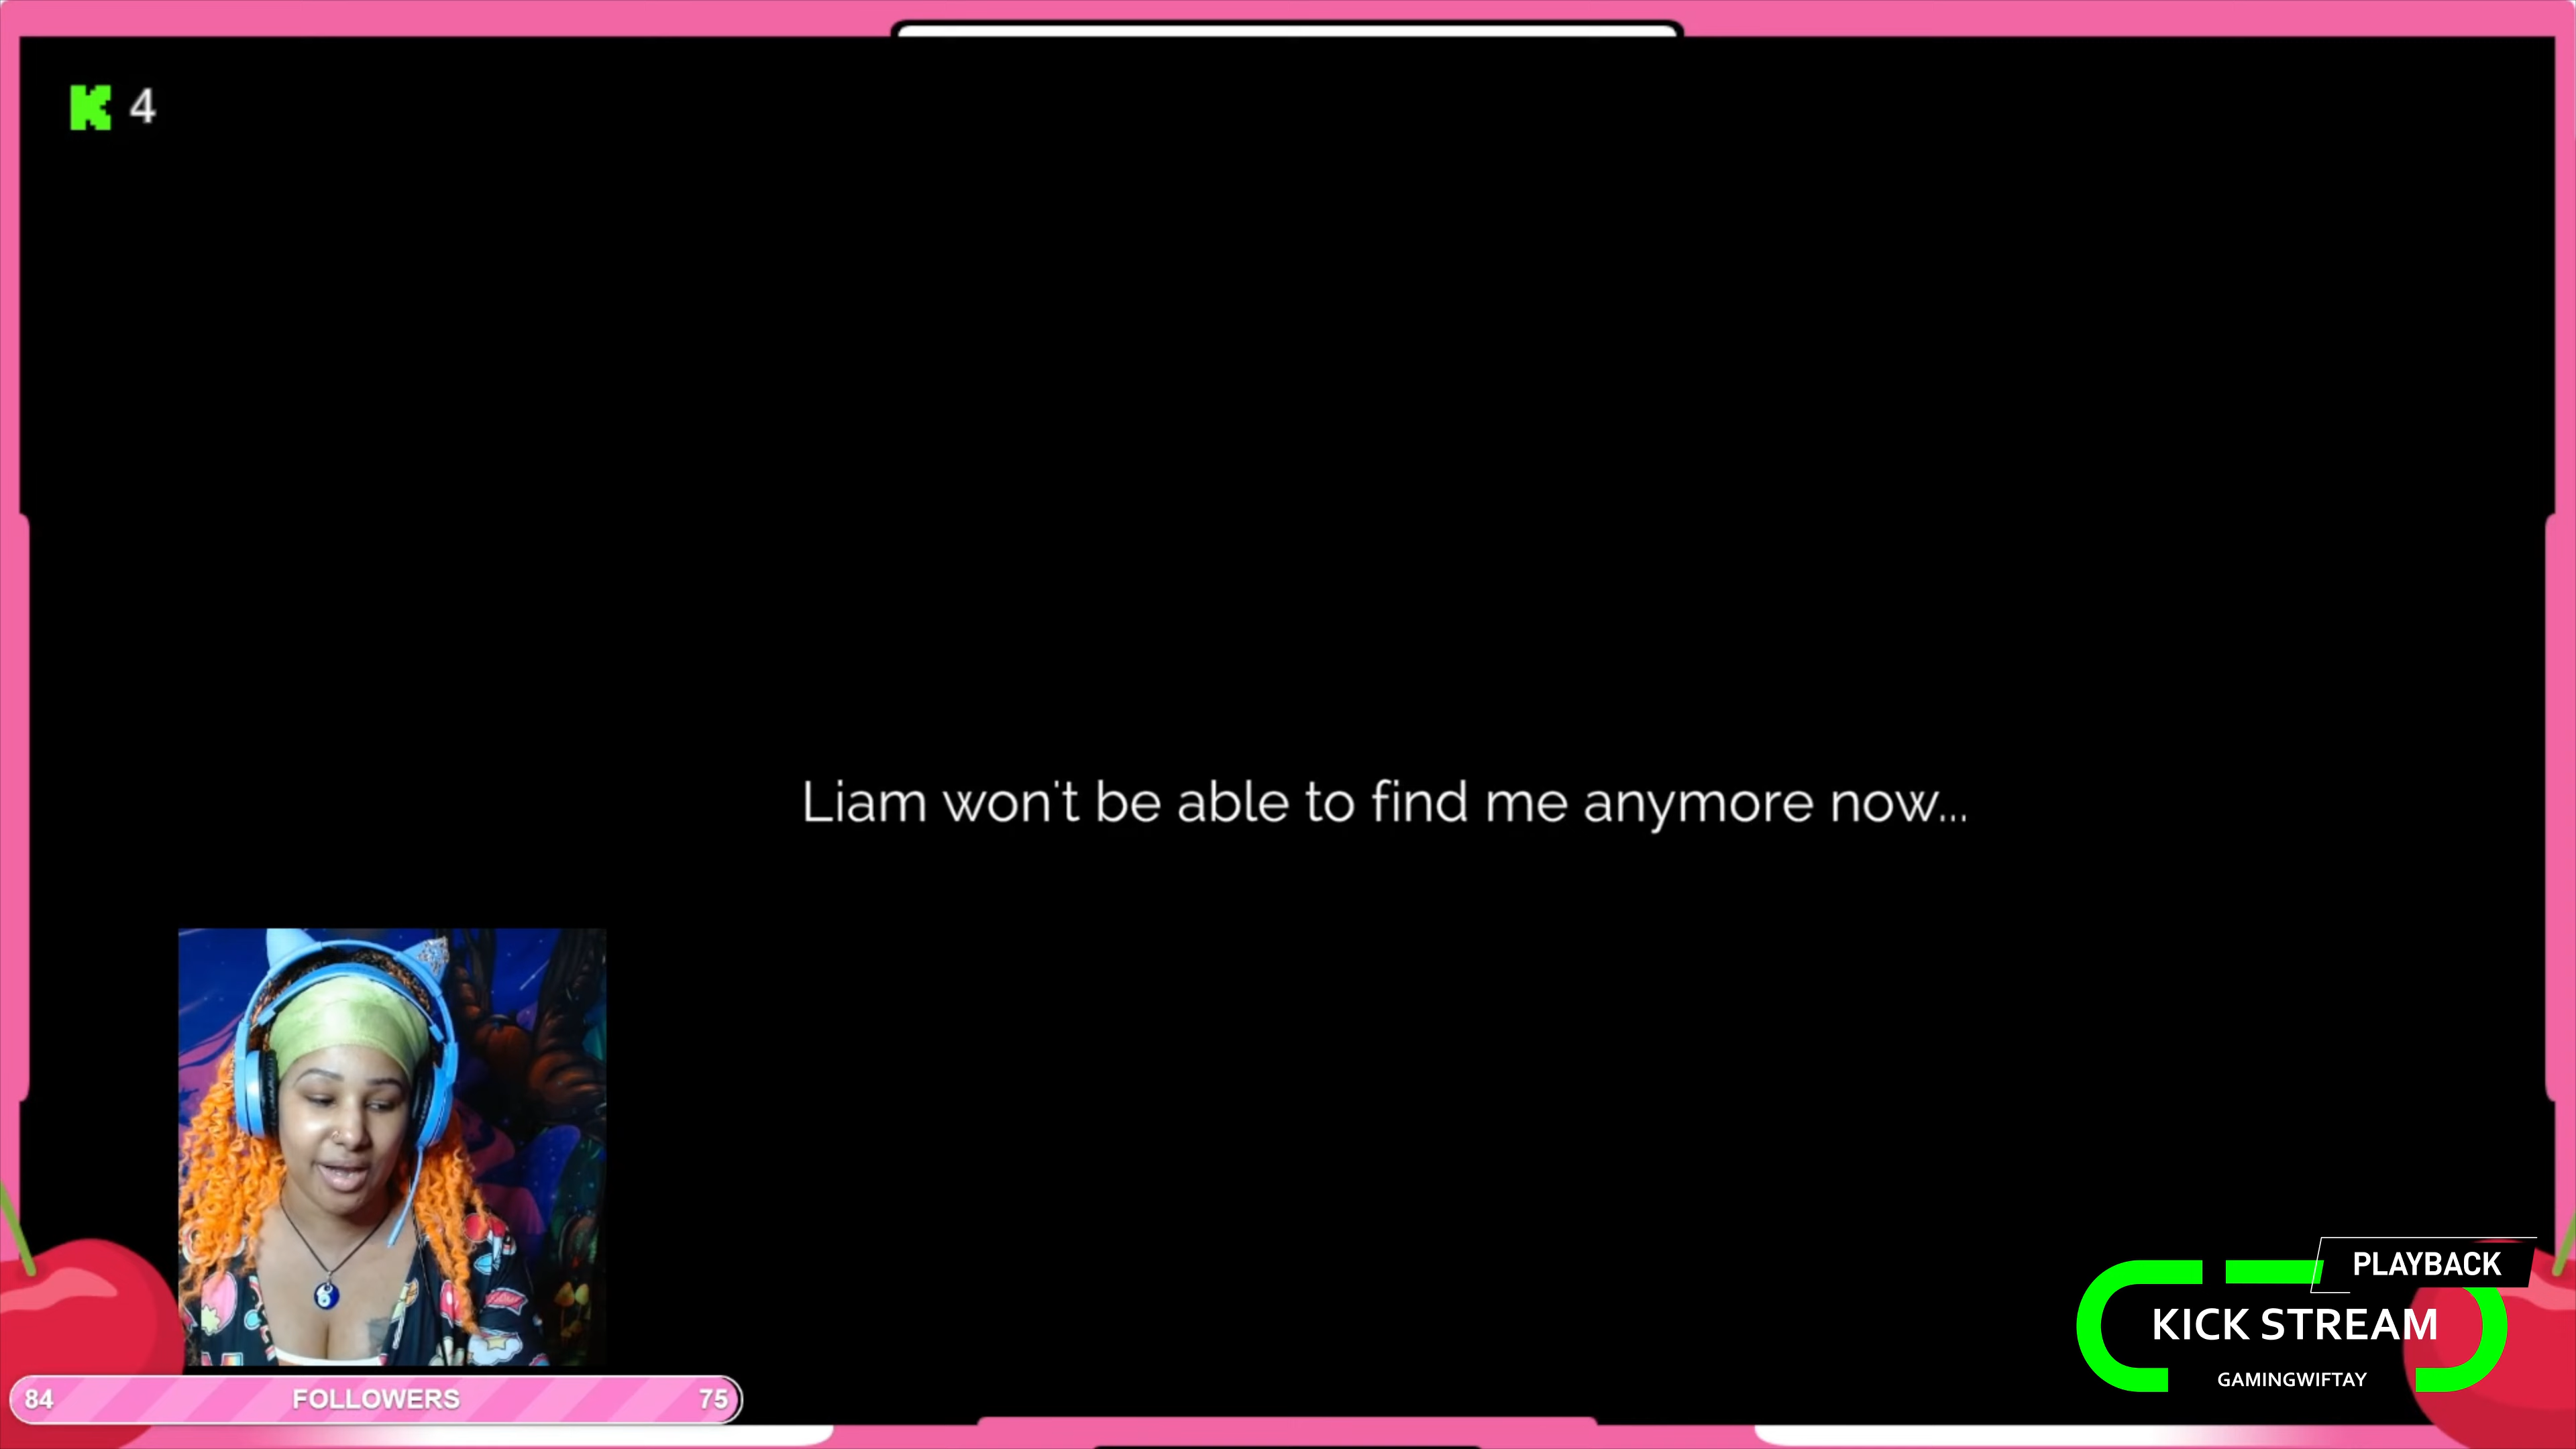 K 4
Liam won't be able to find me anymore now...
PLAYBACK
KICK STREAM
GAMINGWIFTAY
84 FOLLOWERS 75